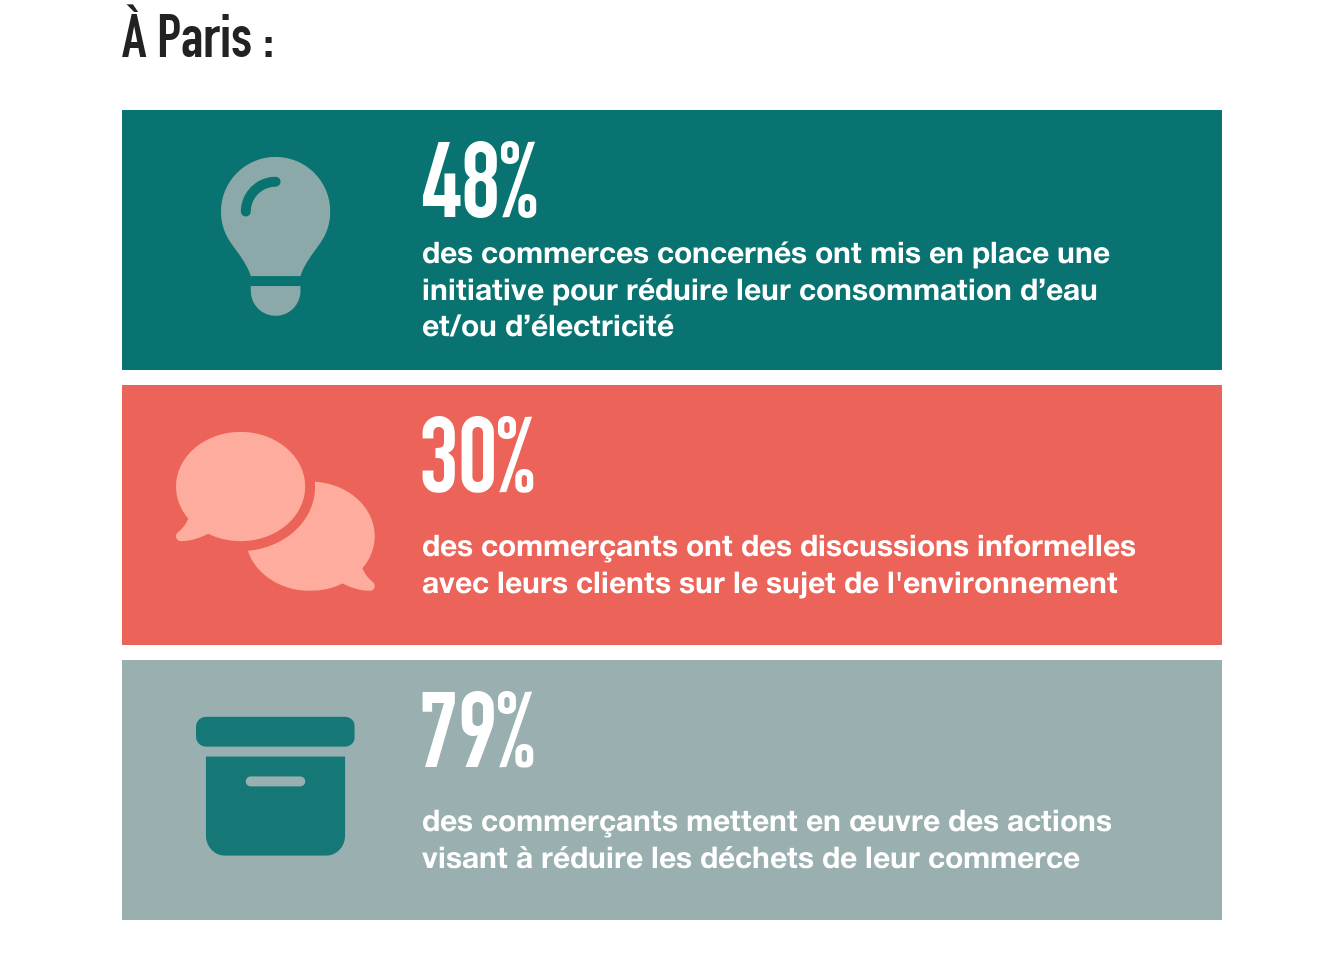 À Paris :
48%
des commerces concernés ont mis en place une
initiative pour réduire leur consommation d’eau
et/ou d’électricité
30%
des commerçants ont des discussions informelles
avec leurs clients sur le sujet de l'environnement
79%
des commerçants mettent en œuvre des actions
visant à réduire les déchets de leur commerce